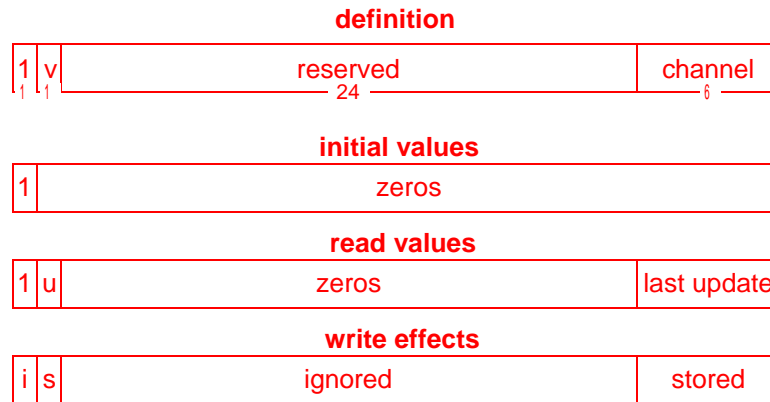 definition
1 v reserved channel
1 1 24 6
initial values
1 zeros
read values
1 u zeros last update
write effects
i s ignored stored